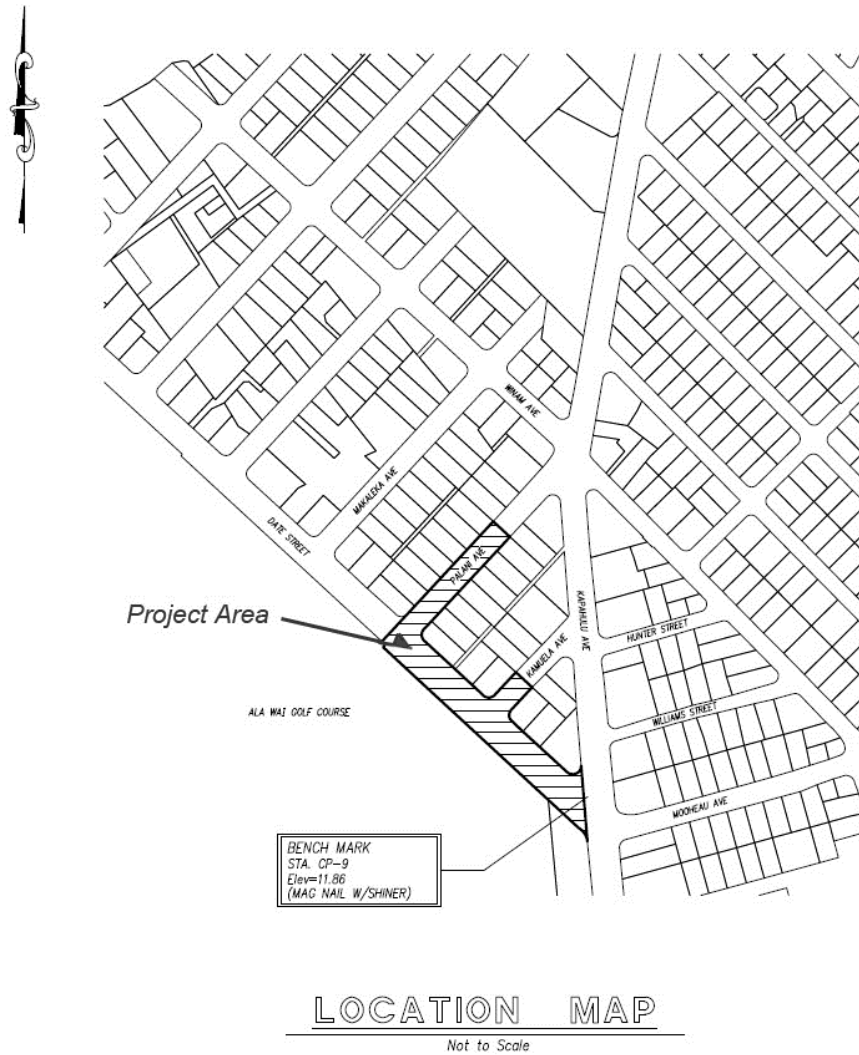 WINAM AVE
MAKALEKA AVE
DATE STREET
PALANI AVE
Project Area
KAPAHULU AVE
HUNTER STREET
KAMUELA AVE
ALA WAI GOLF COURSE
WILLIAMS STREET
MOOHEAU AVE
BENCH MARK
STA. CP-9
Elev=11.86
(MAG NAIL W/SHINER)
LOCATION MAP
Not to Scale